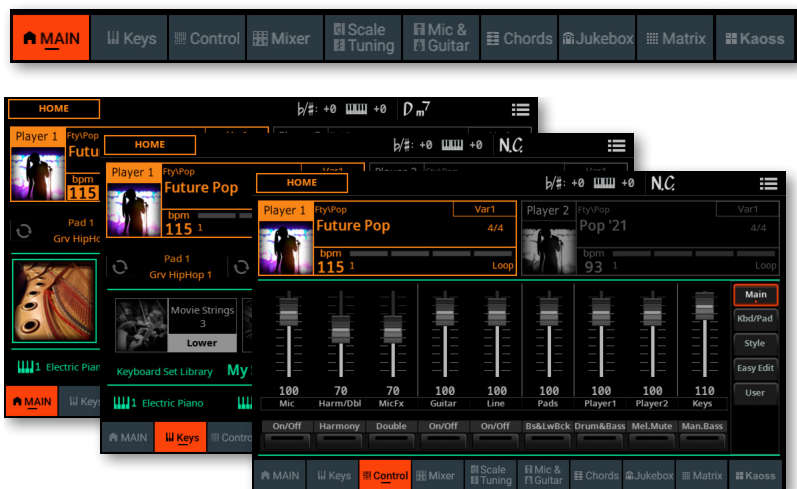 MAIN Keys Control Mixer Scale Tuning Mic & Guitar Chords Jukebox Matrix Kaoss
HOME ♭/♯: +0 +0 Dm7
Player 1 Fty\Pop
Futu
bpm
115
Pad 1
Grv HipHo
1 Electric Pian
MAIN Key
HOME ♭/♯: +0 +0 N.C.
Player 1 Fty\Pop Var1
Future Pop
bpm
115 1
Pad 1
Grv HipHop 1
Movie Strings
3
Lower
Keyboard Set Library My
1 Electric Piano
MAIN Keys Contro
HOME ♭/♯: +0 +0 N.C.
Player 1 Fty\Pop Var1 Player 2 Fty\Pop Var1
Future Pop 4/4 Pop '21 4/4
bpm bpm
115 1 Loop 93 1 Loop
Main
Kbd/Pad
Style
Easy Edit
User
100 70 70 100 100 100 100 100 110
Mic Harm/Dbl MicFx Guitar Line Pads Player1 Player2 Keys
On/Off Harmony Double On/Off On/Off Bs&LwBck Drum&Bass Mel.Mute Man.Bass
MAIN Keys Control Mixer Scale Tuning Mic & Guitar Chords Jukebox Matrix Kaoss